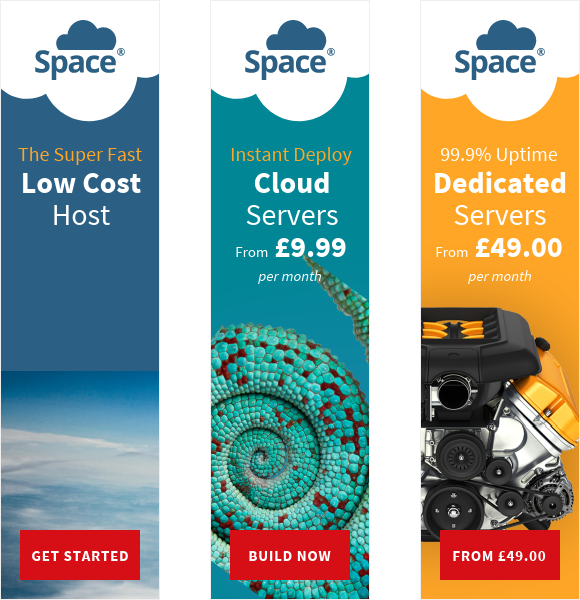 Space®
The Super Fast
Low Cost
Host
GET STARTED
Space®
Instant Deploy
Cloud
Servers
From £9.99
per month
BUILD NOW
Space®
99.9% Uptime
Dedicated
Servers
From £49.00
per month
FROM £49.00